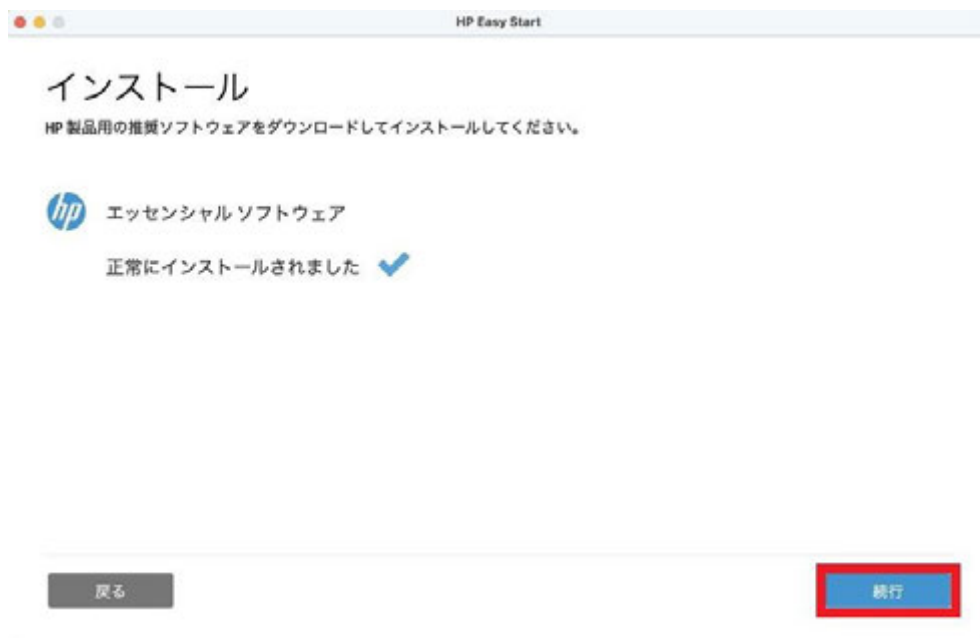 HP Easy Start
インストール
HP 製品用の推奨ソフトウェアをダウンロードしてインストールしてください。
hp
エッセンシャル ソフトウェア
正常にインストールされました
戻る
続行